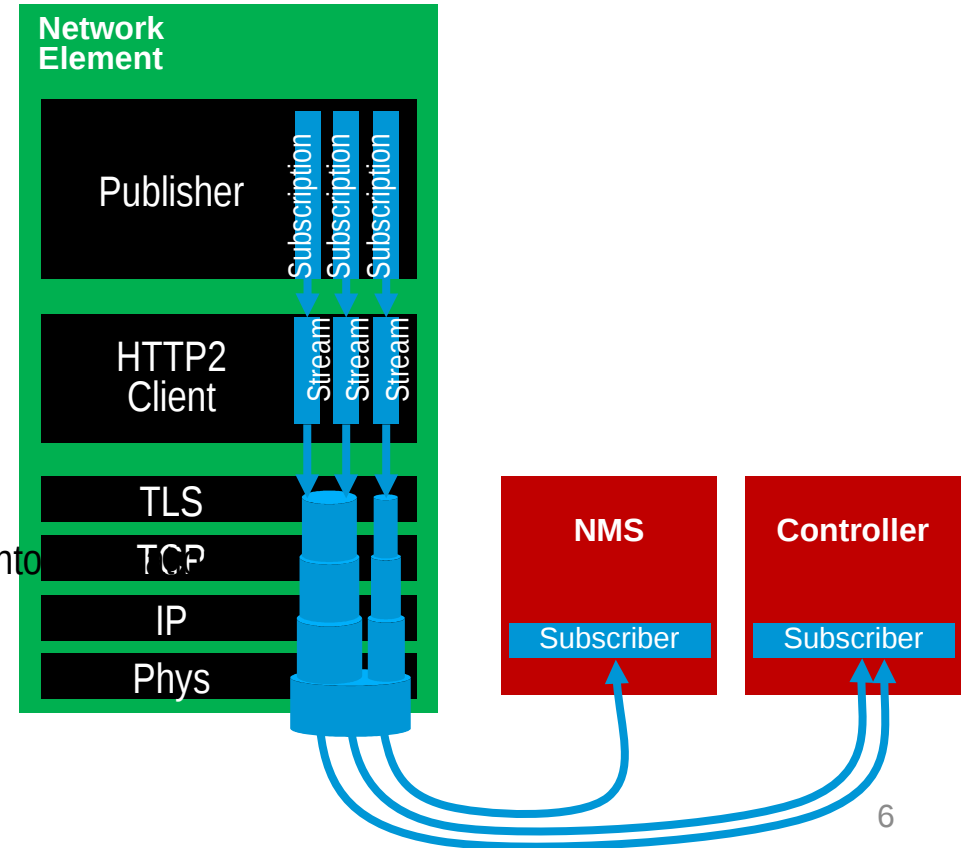 Network
Element
Publisher
Subscription
Subscription
Subscription
HTTP2
Client
Stream
Stream
Stream
TLS
TCP
IP
Phys
NMS
Subscriber
Controller
Subscriber
6